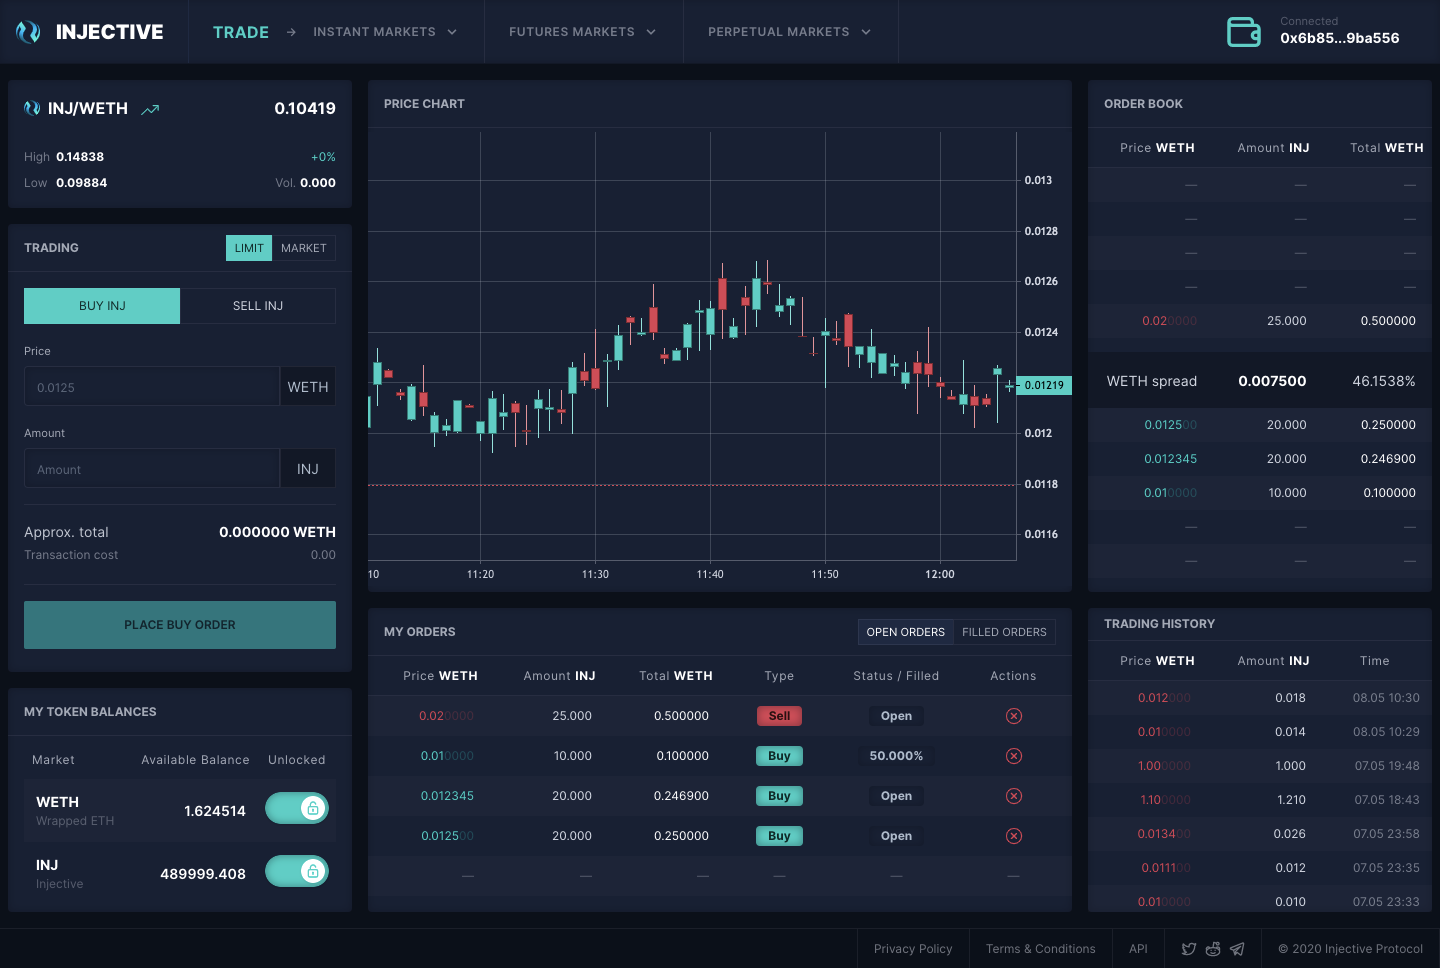 INJECTIVE
TRADE
INSTANT MARKETS
FUTURES MARKETS
PERPETUAL MARKETS
Connected
0x6b85...9ba556
INJ/WETH
0.10419
High 0.14838
+0%
Low 0.09884
Vol. 0.000
TRADING
LIMIT
MARKET
BUY INJ
SELL INJ
Price
0.0125
WETH
Amount
Amount
INJ
Approx. total
0.000000 WETH
Transaction cost
0.00
PLACE BUY ORDER
MY TOKEN BALANCES
Market Available Balance Unlocked
WETH
Wrapped ETH
1.624514
INJ
Injective
489999.408
PRICE CHART
0.013
0.0128
0.0126
0.0124
0.01219
0.012
0.0118
0.0116
10 11:20 11:30 11:40 11:50 12:00
MY ORDERS
OPEN ORDERS
FILLED ORDERS
Price WETH Amount INJ Total WETH Type Status / Filled Actions
0.020000 25.000 0.500000 Sell Open
0.010000 10.000 0.100000 Buy 50.000%
0.012345 20.000 0.246900 Buy Open
0.012500 20.000 0.250000 Buy Open
— — — — — —
ORDER BOOK
Price WETH Amount INJ Total WETH
— — —
— — —
— — —
— — —
0.020000 25.000 0.500000
WETH spread 0.007500 46.1538%
0.012500 20.000 0.250000
0.012345 20.000 0.246900
0.010000 10.000 0.100000
— — —
— — —
TRADING HISTORY
Price WETH Amount INJ Time
0.012000 0.018 08.05 10:30
0.010000 0.014 08.05 10:29
1.000000 1.000 07.05 19:48
1.100000 1.210 07.05 18:43
0.013400 0.026 07.05 23:58
0.011100 0.012 07.05 23:35
0.010000 0.010 07.05 23:33
Privacy Policy
Terms & Conditions
API
© 2020 Injective Protocol